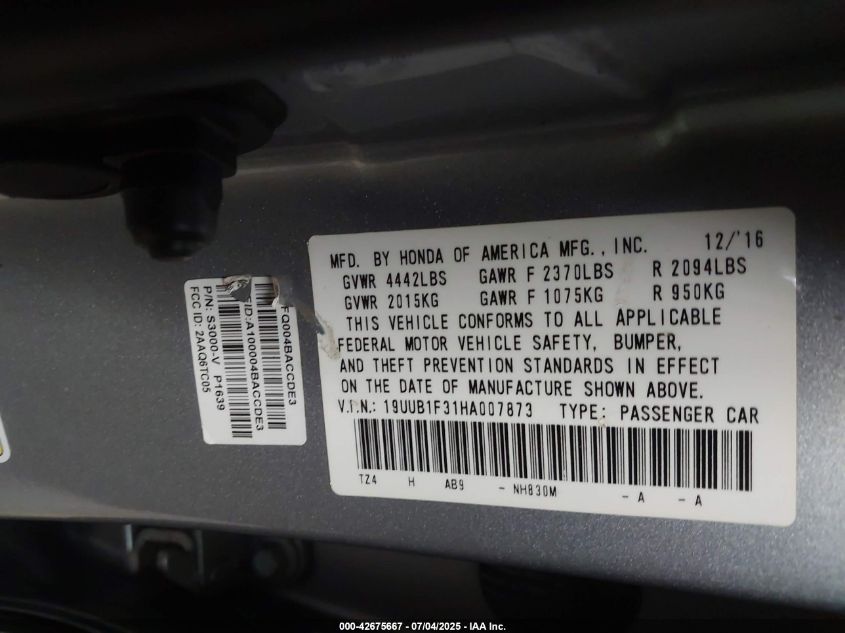 MFD. BY HONDA OF AMERICA MFG., INC. 12/'16
GVWR 4442LBS GAWR F 2370LBS R 2094LBS
GVWR 2015KG GAWR F 1075KG R 950KG
THIS VEHICLE CONFORMS TO ALL APPLICABLE
FEDERAL MOTOR VEHICLE SAFETY, BUMPER,
AND THEFT PREVENTION STANDARDS IN EFFECT
ON THE DATE OF MANUFACTURE SHOWN ABOVE.
V.I.N.: 19UUB1F31HA007873 TYPE: PASSENGER CAR
TZ4 H AB9 - NH830M - A - A
FQ004BACCDE3
ID:A100004BACCDE3
P/N: S3000-V P1639
FCC ID: 2AAQ6TC05
000-42675667 - 07/04/2025 - IAA Inc.